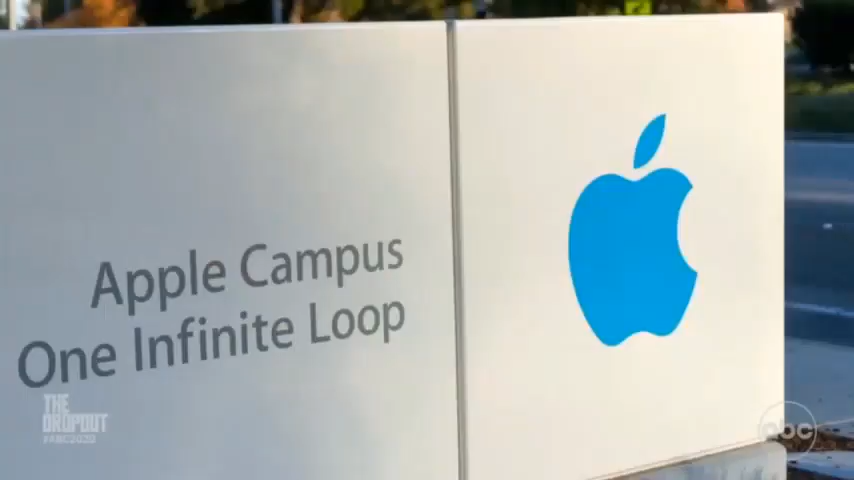 Apple Campus
One Infinite Loop
THE
DROPOUT
#ABC2020
abc